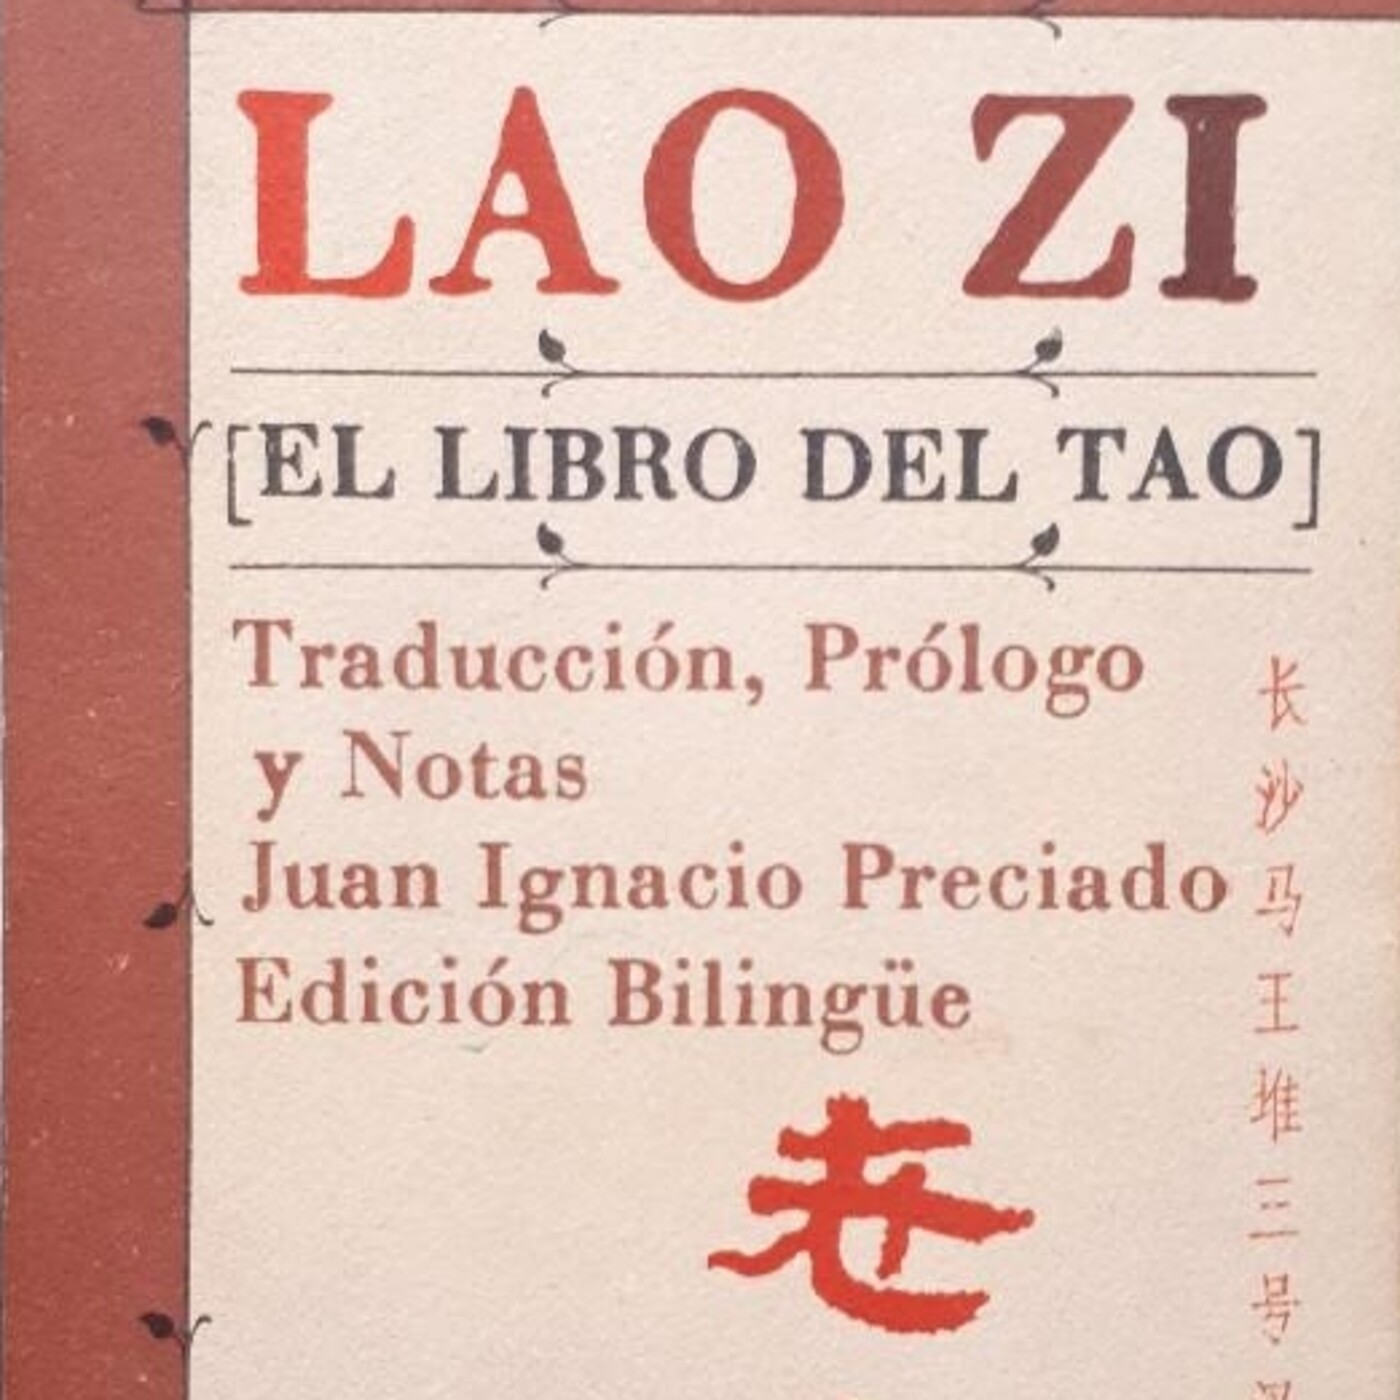 LAO ZI
[EL LIBRO DEL TAO]
Traducción, Prólogo
y Notas
Juan Ignacio Preciado
Edición Bilingüe
老
长沙马王堆三号汉